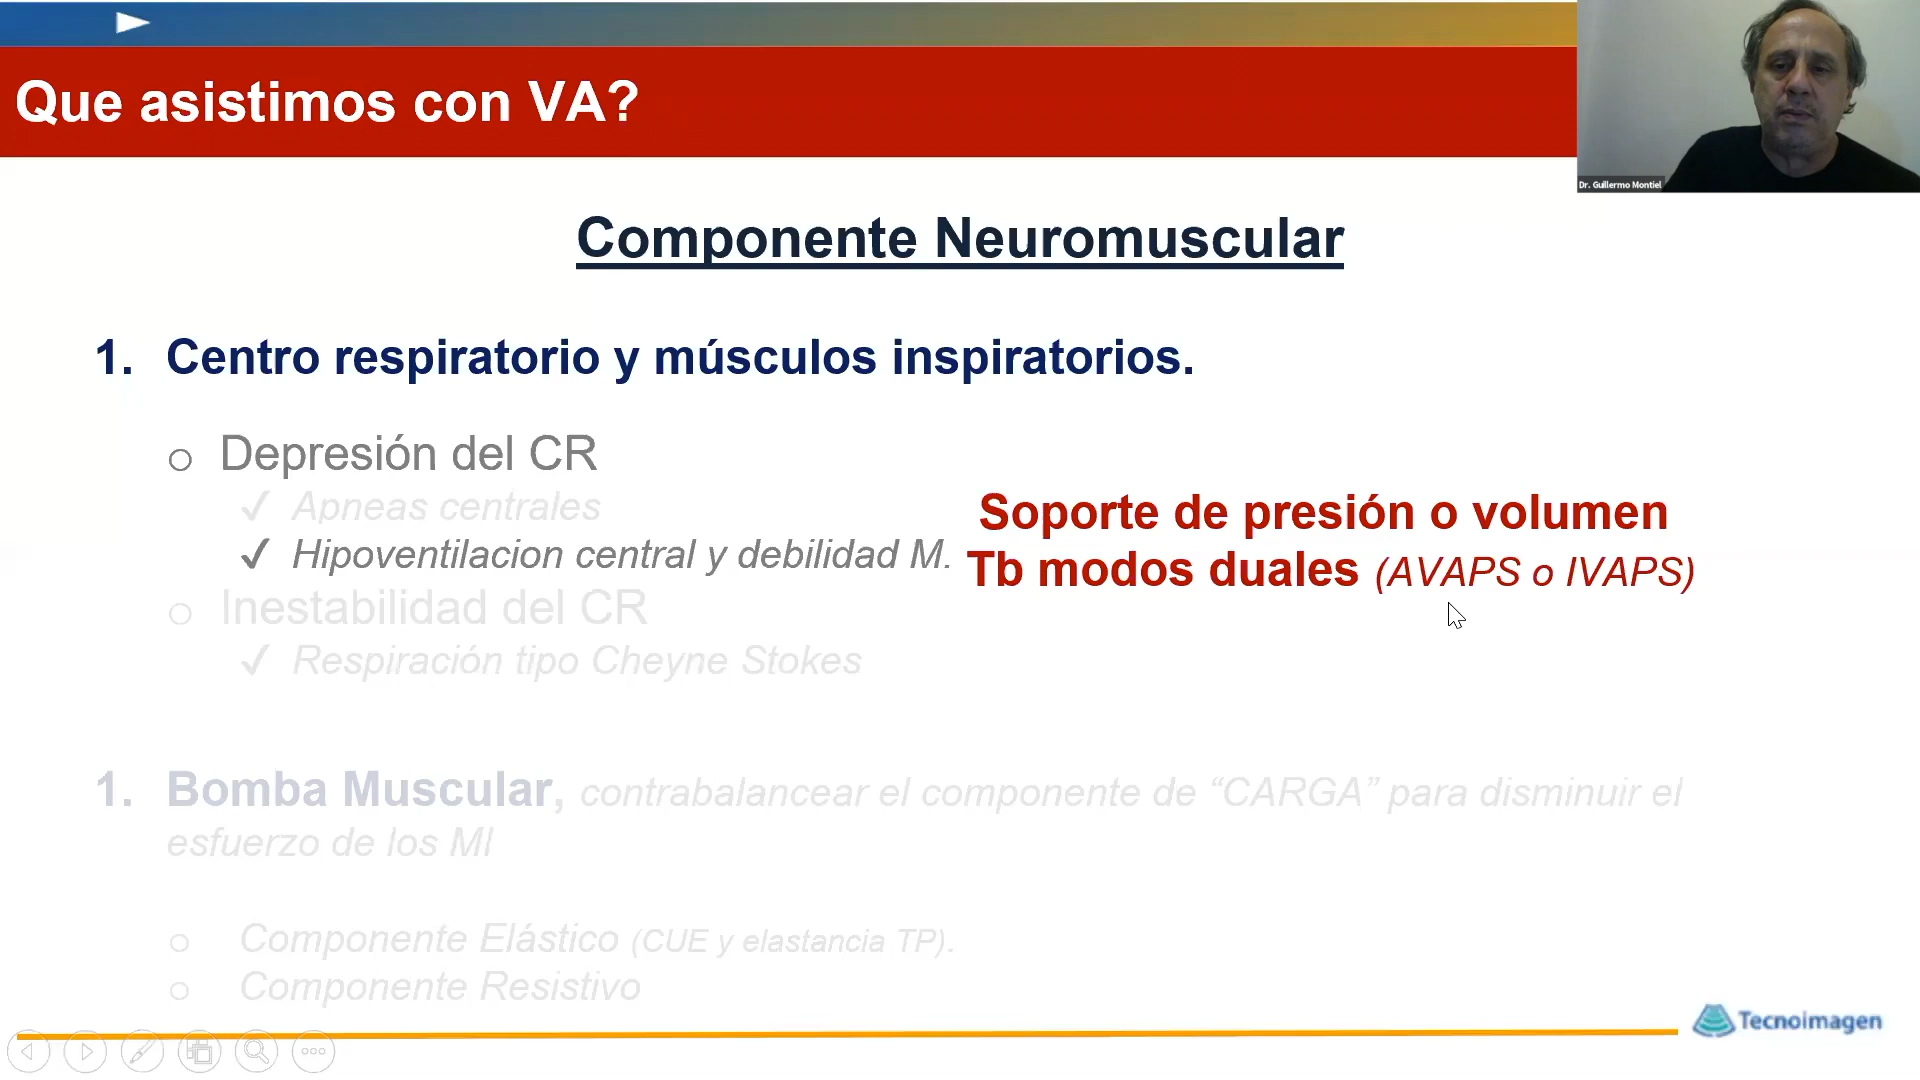 Que asistimos con VA?
Dr. Guillermo Montiel
Componente Neuromuscular
1. Centro respiratorio y músculos inspiratorios.
o Depresión del CR
✓ Apneas centrales
✓ Hipoventilacion central y debilidad M.
Soporte de presión o volumen
Tb modos duales (AVAPS o IVAPS)
o Inestabilidad del CR
✓ Respiración tipo Cheyne Stokes
1. Bomba Muscular, contrabalancear el componente de “CARGA” para disminuir el
esfuerzo de los MI
o Componente Elástico (CUE y elastancia TP).
o Componente Resistivo
Tecnoimagen